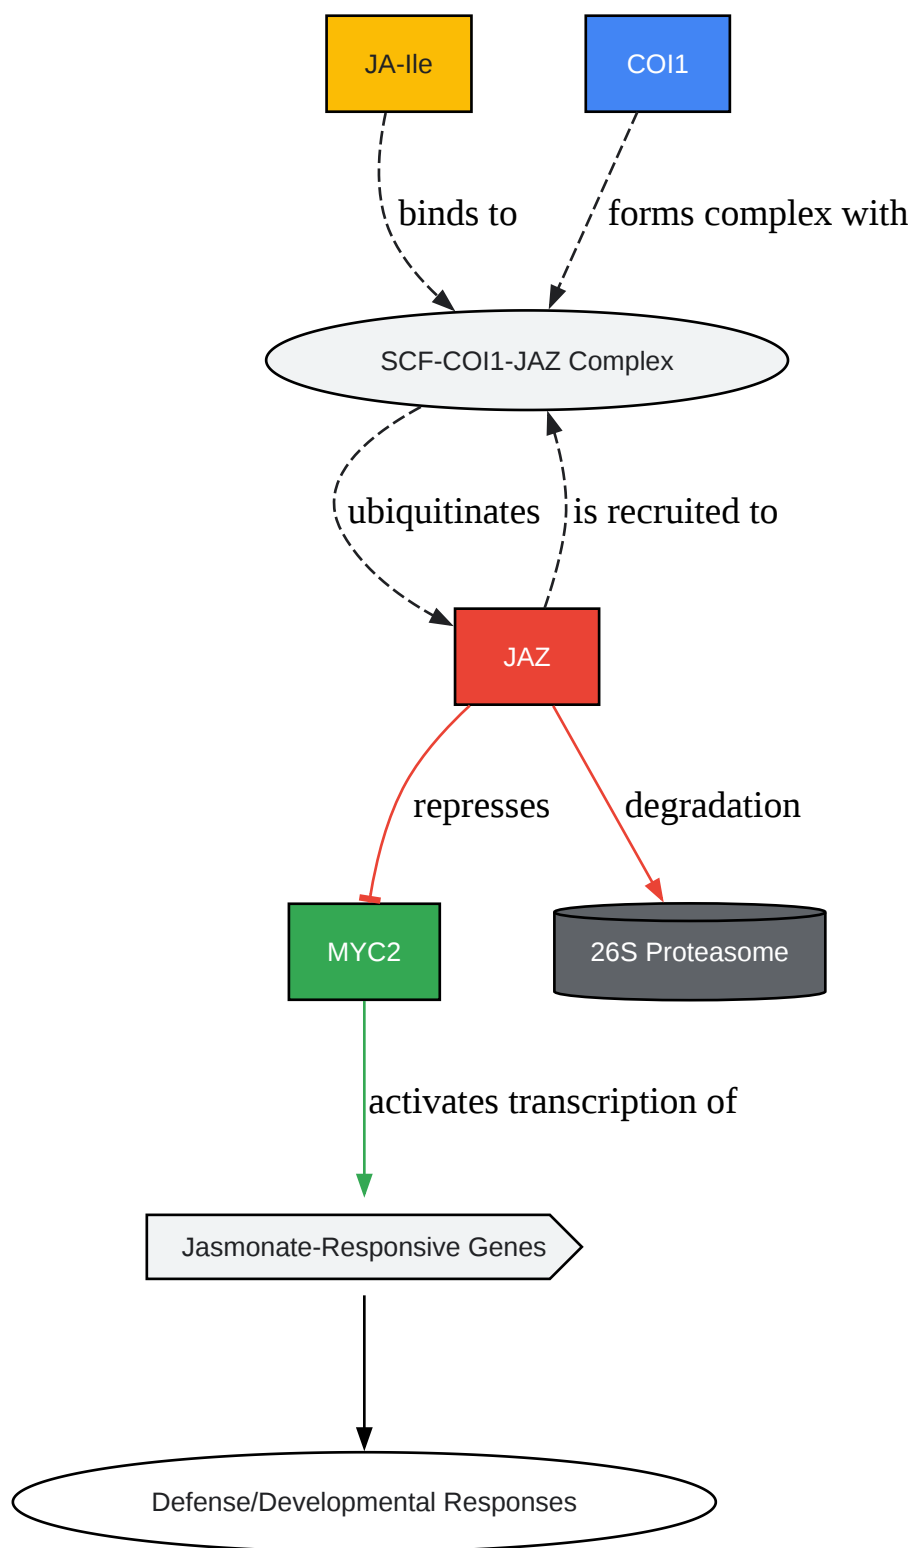 JA-Ile
COI1
binds to
forms complex with
SCF-COI1-JAZ Complex
ubiquitinates
is recruited to
JAZ
represses
degradation
MYC2
26S Proteasome
activates transcription of
Jasmonate-Responsive Genes
Defense/Developmental Responses